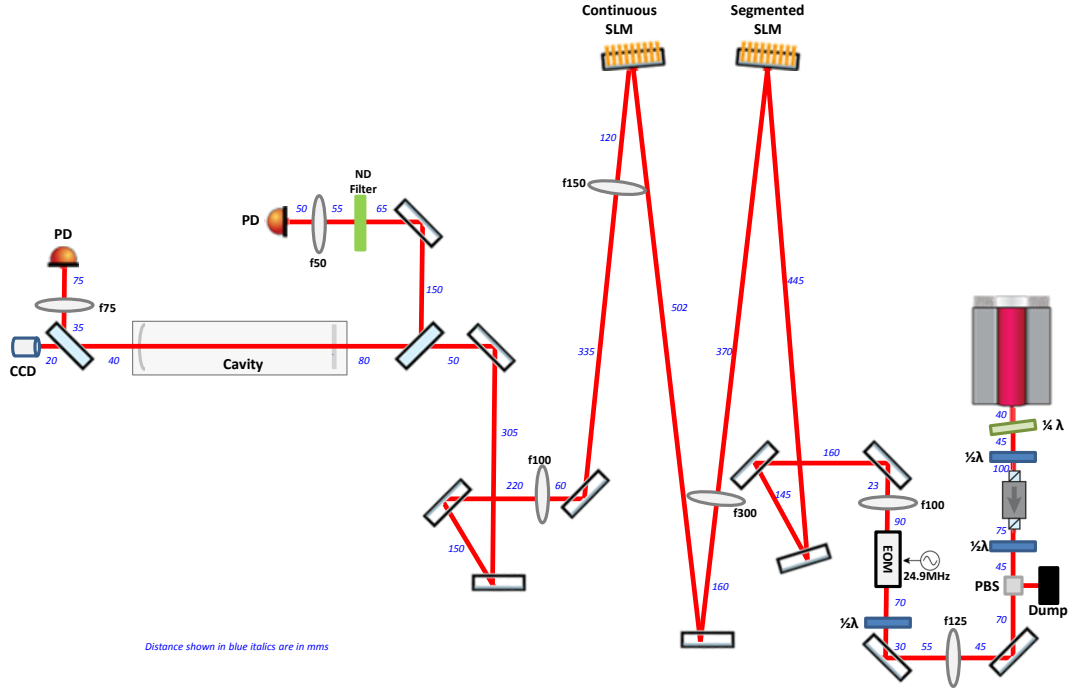 Continuous
SLM
Segmented
SLM
120
f150
ND
Filter
50
55
65
PD
f50
PD
75
f75
35
150
445
502
20
40
CCD
Cavity
80
50
335
370
40
¼ λ
45
½λ
100
305
160
f100
220
60
23
145
f300
f100
90
75
½λ
150
EOM
24.9MHz
45
PBS
160
Dump
70
½λ
f125
70
30
55
45
Distance shown in blue italics are in mms